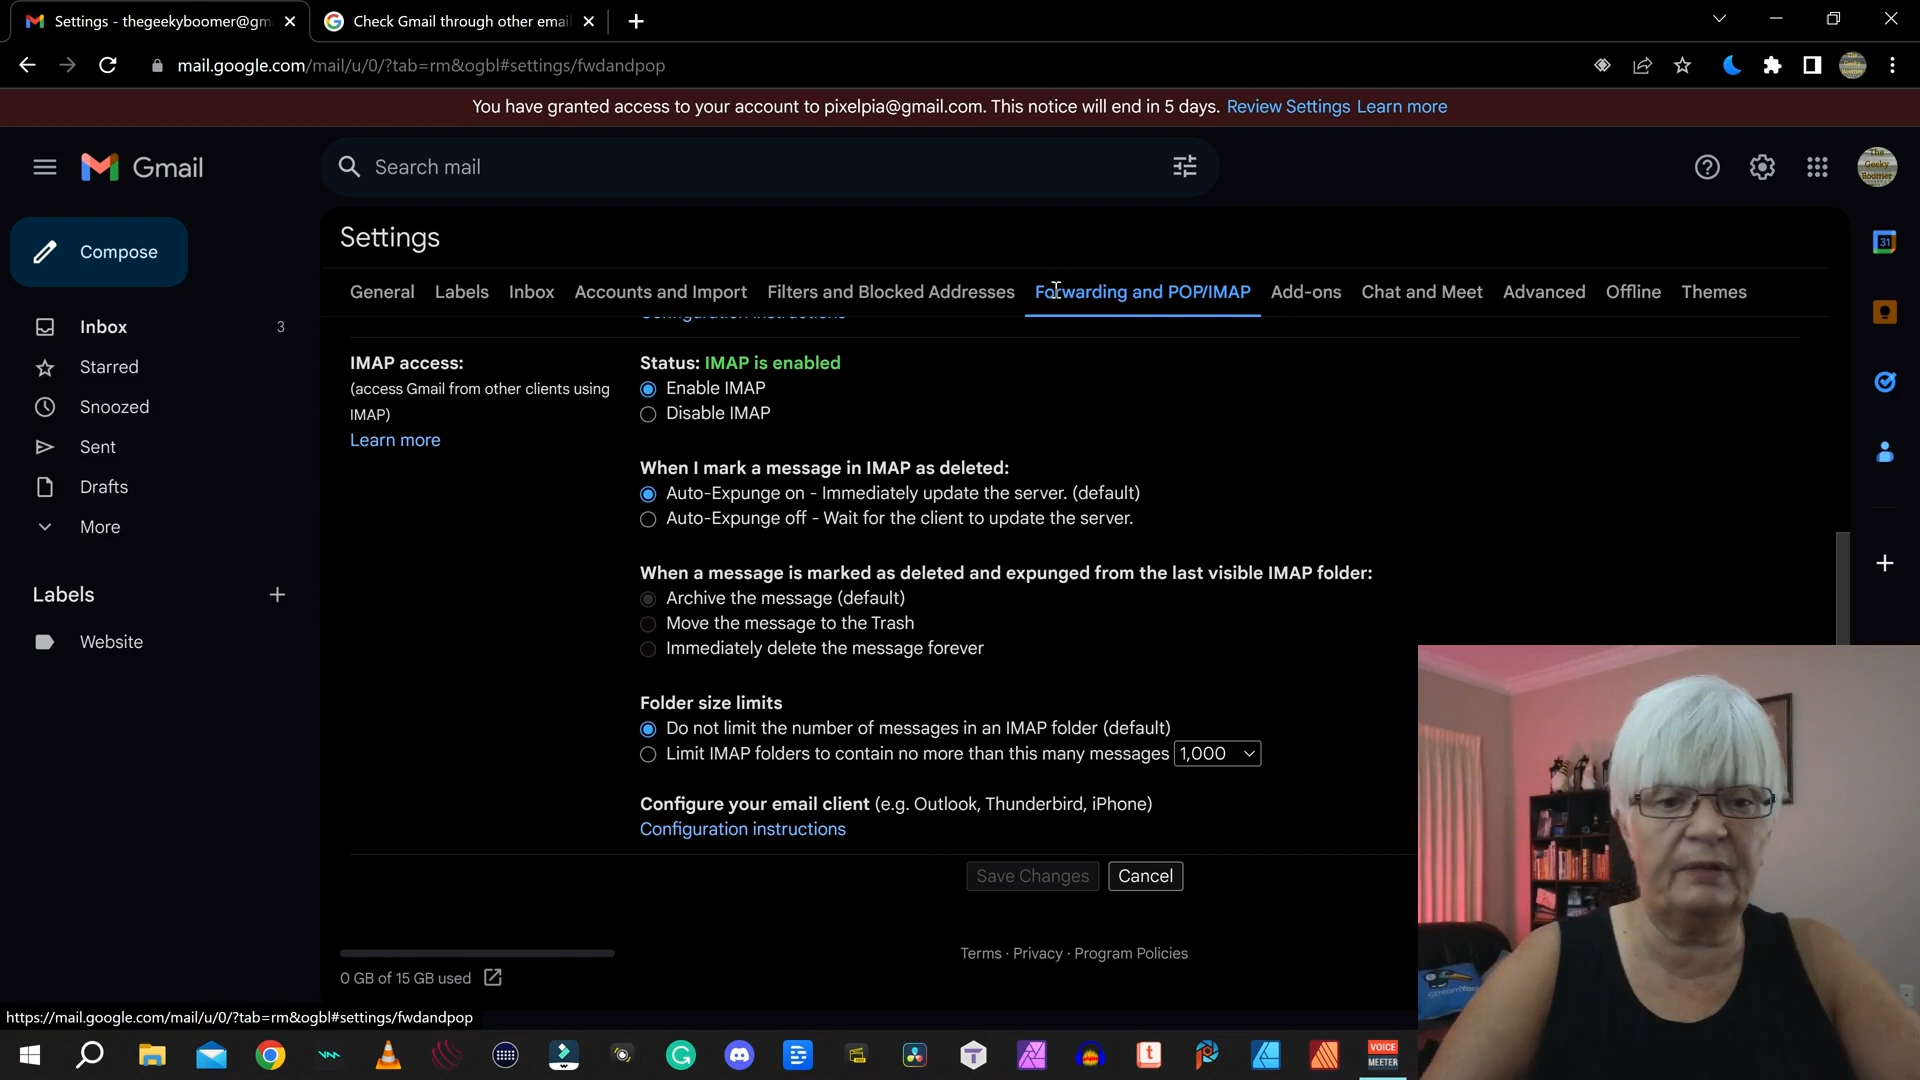 Settings - thegeekyboomer@gm
Check Gmail through other emai
mail.google.com/mail/u/0/?tab=rm&ogbl#settings/fwdandpop
You have granted access to your account to pixelpia@gmail.com. This notice will end in 5 days. Review Settings Learn more
Gmail
Search mail
The Geeky Boomer
Compose
Settings
General Labels Inbox Accounts and Import Filters and Blocked Addresses Forwarding and POP/IMAP Add-ons Chat and Meet Advanced Offline Themes
31
Inbox 3
Starred
Snoozed
Sent
Drafts
More
Labels
Website
Configuration instructions
IMAP access:
(access Gmail from other clients using
IMAP)
Learn more
Status: IMAP is enabled
Enable IMAP
Disable IMAP
When I mark a message in IMAP as deleted:
Auto-Expunge on - Immediately update the server. (default)
Auto-Expunge off - Wait for the client to update the server.
When a message is marked as deleted and expunged from the last visible IMAP folder:
Archive the message (default)
Move the message to the Trash
Immediately delete the message forever
Folder size limits
Do not limit the number of messages in an IMAP folder (default)
Limit IMAP folders to contain no more than this many messages 1,000
Configure your email client (e.g. Outlook, Thunderbird, iPhone)
Configuration instructions
Save Changes Cancel
Terms · Privacy · Program Policies
0 GB of 15 GB used
https://mail.google.com/mail/u/0/?tab=rm&ogbl#settings/fwdandpop
VOICE
MEETER